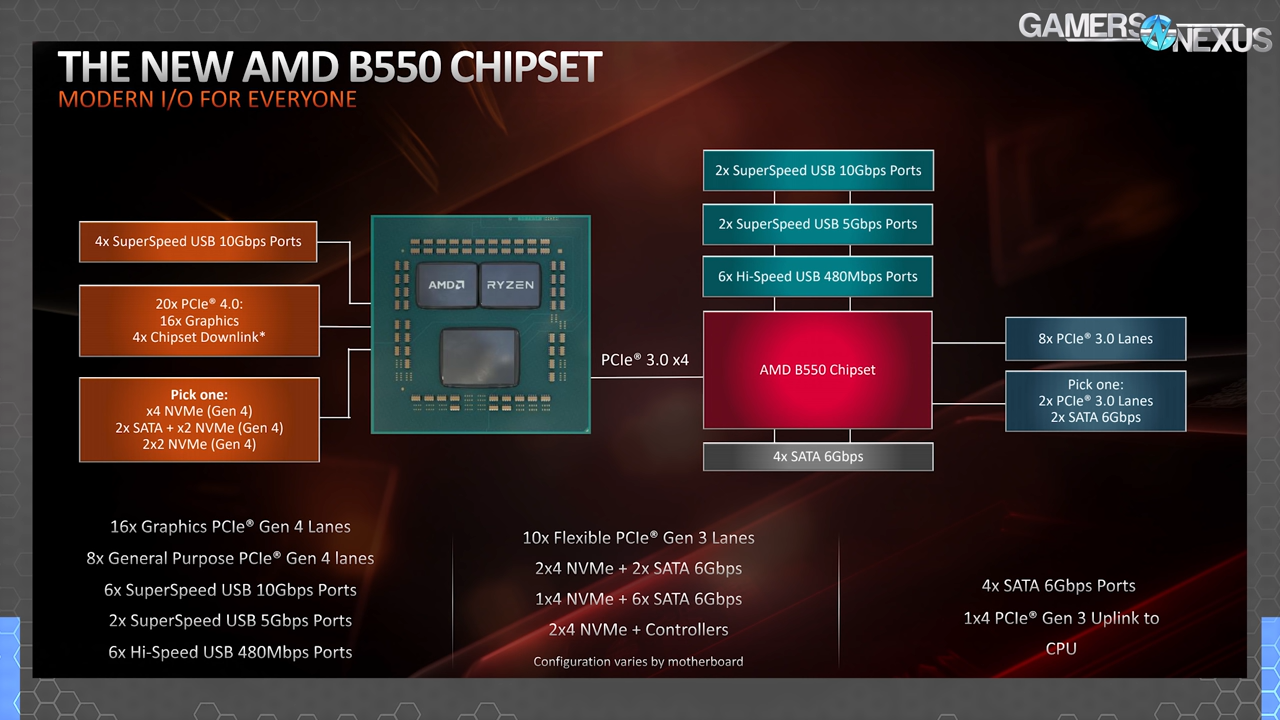 GAMERS NEXUS
THE NEW AMD B550 CHIPSET
MODERN I/O FOR EVERYONE
4x SuperSpeed USB 10Gbps Ports
20x PCIe® 4.0:
16x Graphics
4x Chipset Downlink*
Pick one:
x4 NVMe (Gen 4)
2x SATA + x2 NVMe (Gen 4)
2x2 NVMe (Gen 4)
AMD
RYZEN
PCIe® 3.0 x4
2x SuperSpeed USB 10Gbps Ports
2x SuperSpeed USB 5Gbps Ports
6x Hi-Speed USB 480Mbps Ports
AMD B550 Chipset
4x SATA 6Gbps
8x PCIe® 3.0 Lanes
Pick one:
2x PCIe® 3.0 Lanes
2x SATA 6Gbps
16x Graphics PCIe® Gen 4 Lanes
8x General Purpose PCIe® Gen 4 lanes
6x SuperSpeed USB 10Gbps Ports
2x SuperSpeed USB 5Gbps Ports
6x Hi-Speed USB 480Mbps Ports
10x Flexible PCIe® Gen 3 Lanes
2x4 NVMe + 2x SATA 6Gbps
1x4 NVMe + 6x SATA 6Gbps
2x4 NVMe + Controllers
Configuration varies by motherboard
4x SATA 6Gbps Ports
1x4 PCIe® Gen 3 Uplink to
CPU